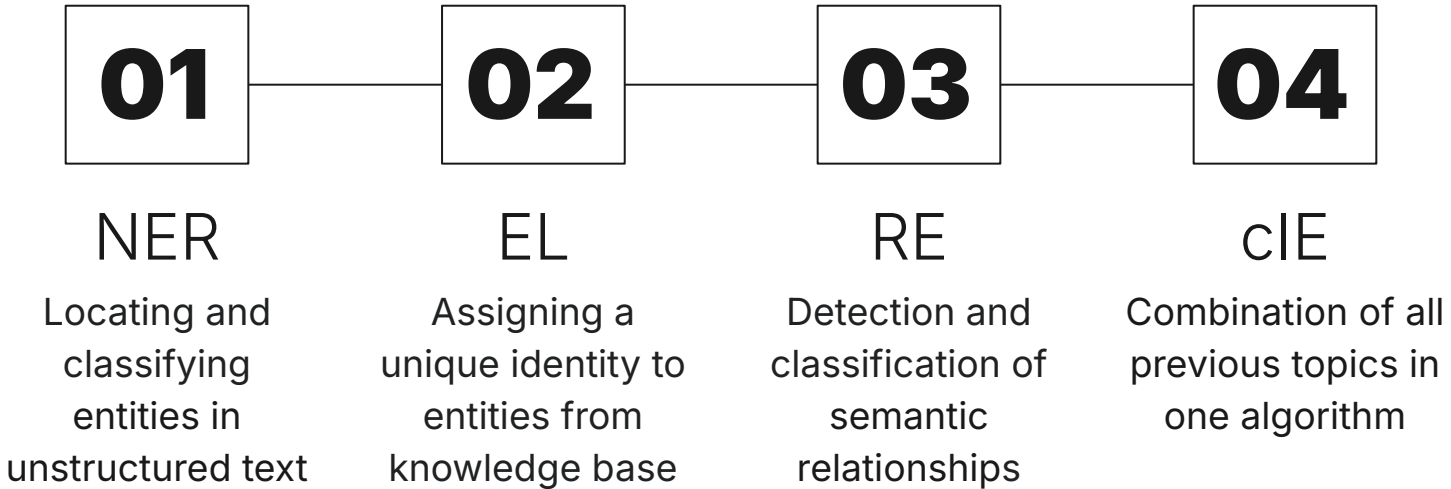 01
02
03
04
NER
Locating and
classifying
entities in
unstructured text
EL
Assigning a
unique identity to
entities from
knowledge base
RE
Detection and
classification of
semantic
relationships
cIE
Combination of all
previous topics in
one algorithm